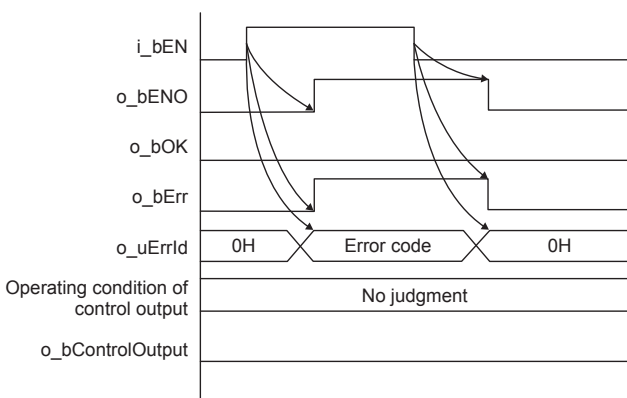 i_bEN
o_bENO
o_bOK
o_bErr
o_uErrId
0H
Error code
0H
Operating condition of
control output
No judgment
o_bControlOutput